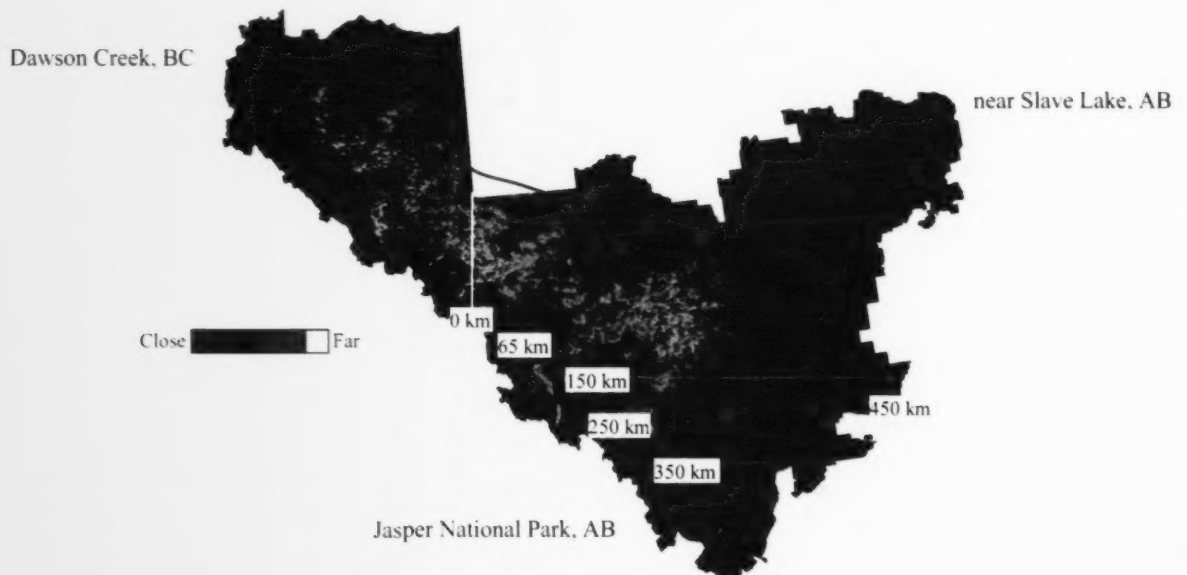 Dawson Creek, BC
near Slave Lake, AB
0 km
Close
Far
65 km
150 km
450 km
250 km
350 km
Jasper National Park, AB